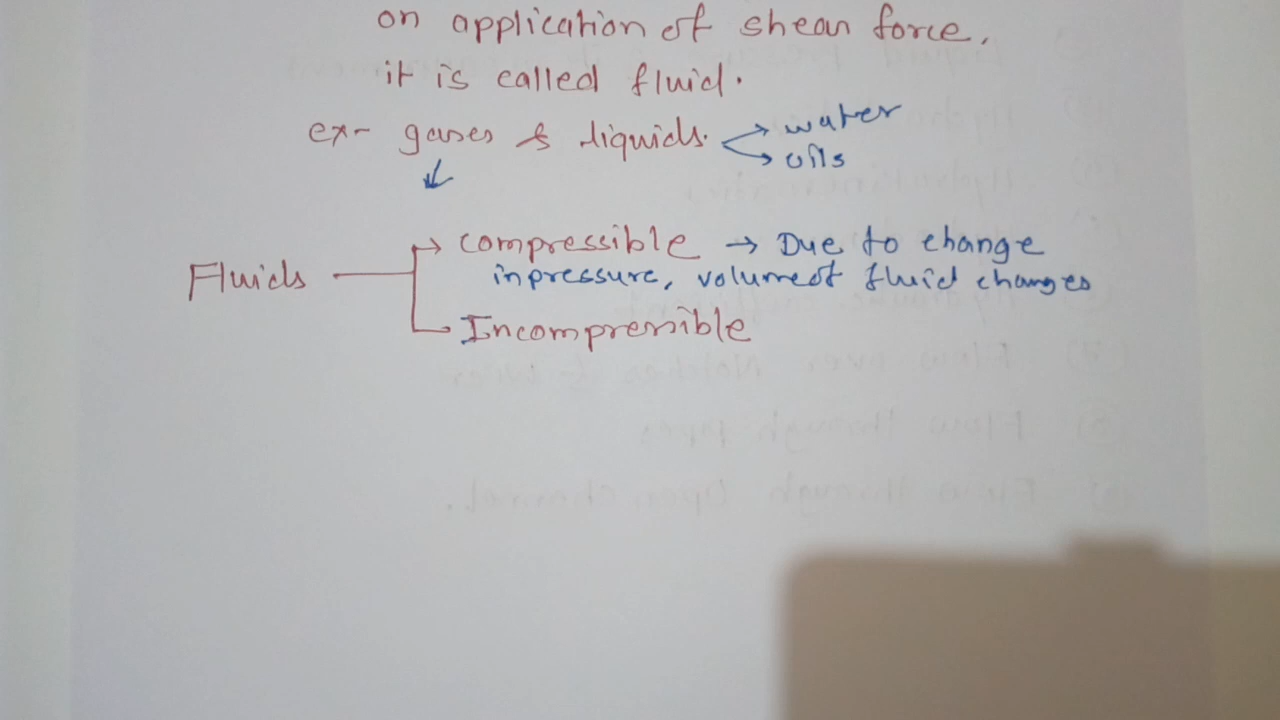 on application of shear force,
it is called fluid.
ex- gases & liquids. → water
→ oils
Fluids → compressible → Due to change
in pressure, volume of fluid changes
Incompressible